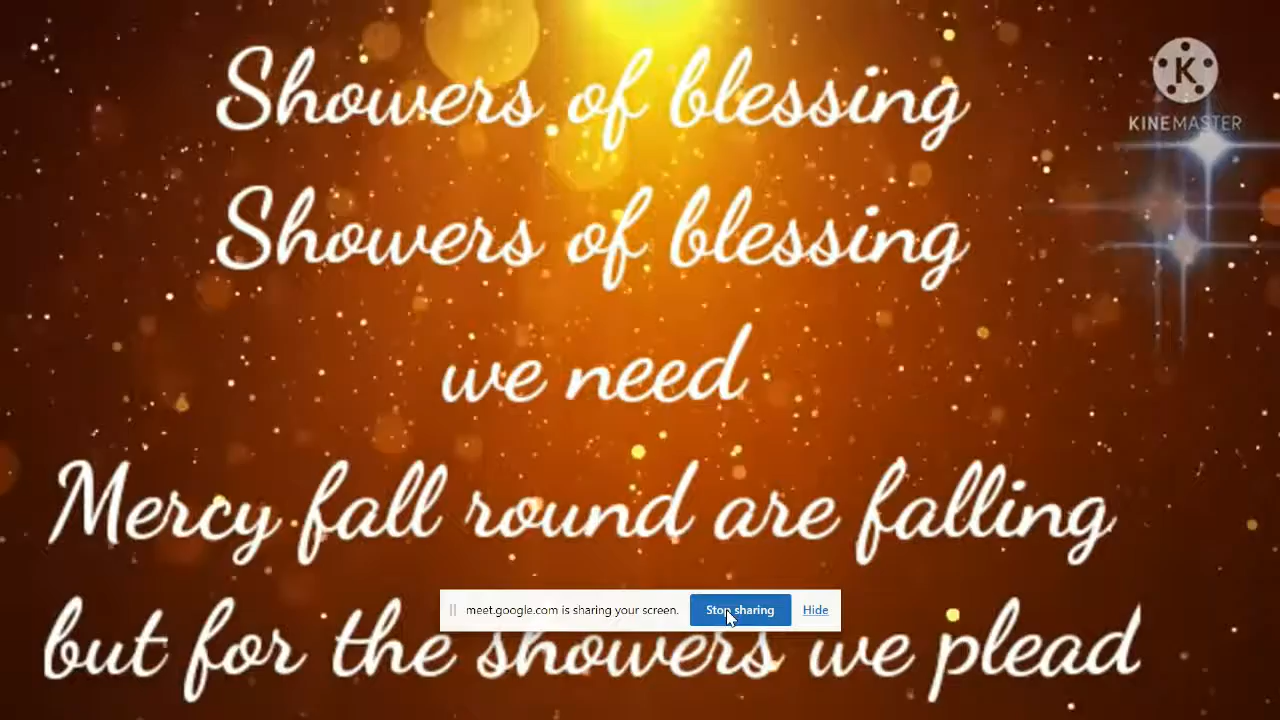 Showers of blessing
KINEMASTER
Showers of blessing
we need
Mercy fall round are falling
meet.google.com is sharing your screen. Stop sharing Hide
but for the showers we plead